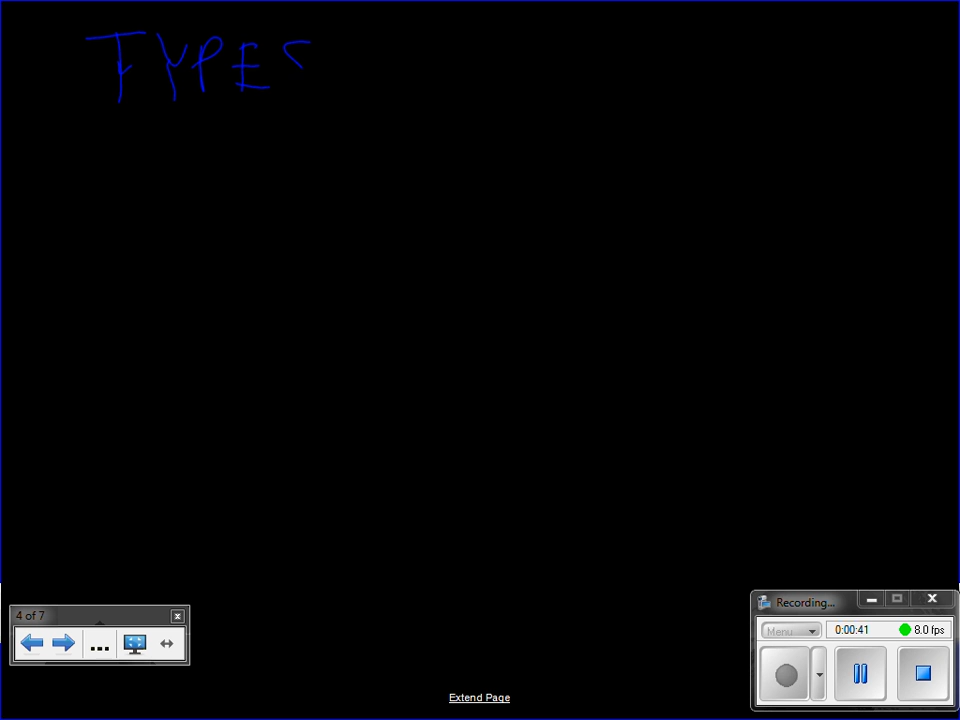 TYPES
4 of 7
Recording...
Menu
0:00:41
8.0 fps
Extend Page